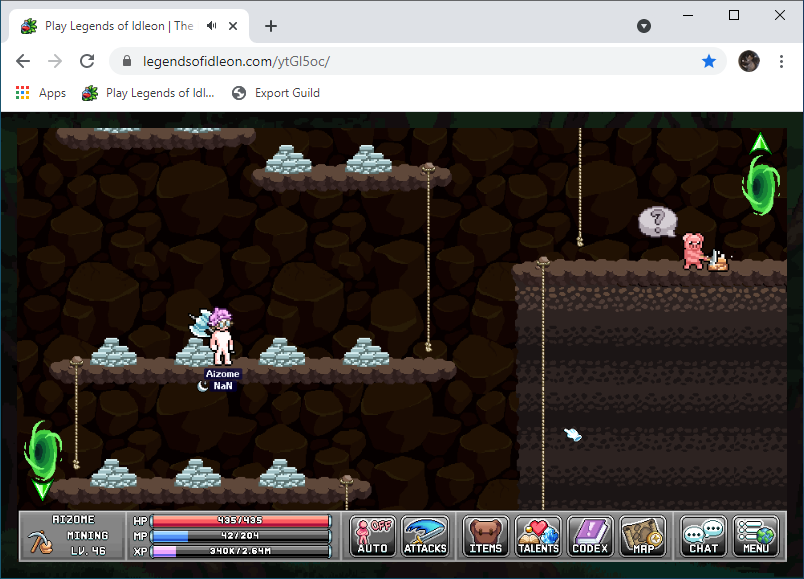 Play Legends of Idleon | The
legendsofidleon.com/ytGl5oc/
Apps
Play Legends of Idl...
Export Guild
?
Aizome
NaN
AIZOME
MINING
LV. 46
HP
435/435
MP
42/204
XP
340K/2.64M
OFF
AUTO
ATTACKS
ITEMS
TALENTS
CODEX
MAP
CHAT
MENU